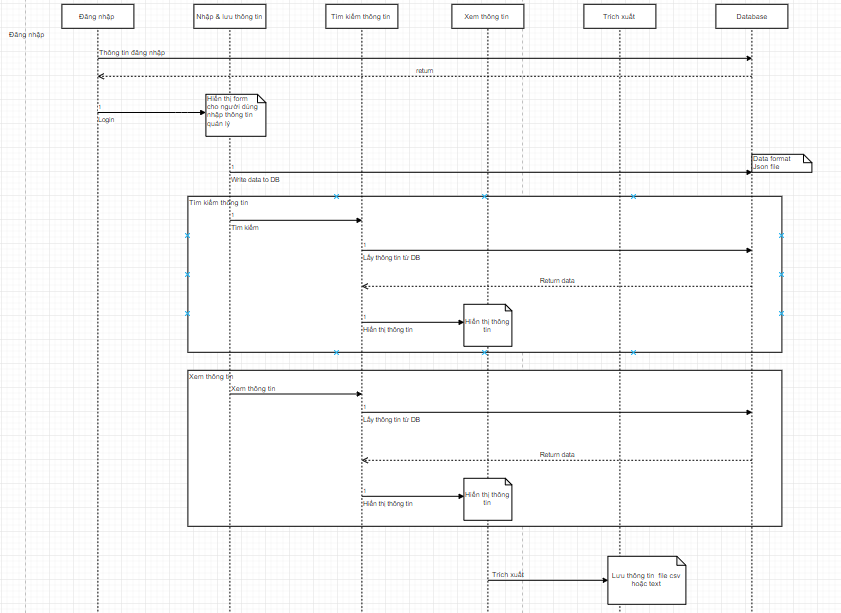 Đăng nhập
Nhập & lưu thông tin
Tìm kiếm thông tin
Xem thông tin
Trích xuất
Database
Đăng nhập
Thông tin đăng nhập
return
1
Login
Hiển thị form
cho người dùng
nhập thông tin
quản lý
1
Write data to DB
Data format
Json file
Tìm kiếm thông tin
1
Tìm kiếm
1
Lấy thông tin từ DB
Return data
1
Hiển thị thông tin
Hiển thị thông
tin
Xem thông tin
Xem thông tin
1
Lấy thông tin từ DB
Return data
1
Hiển thị thông tin
Hiển thị thông
tin
Trích xuất
Lưu thông tin file csv
hoặc text